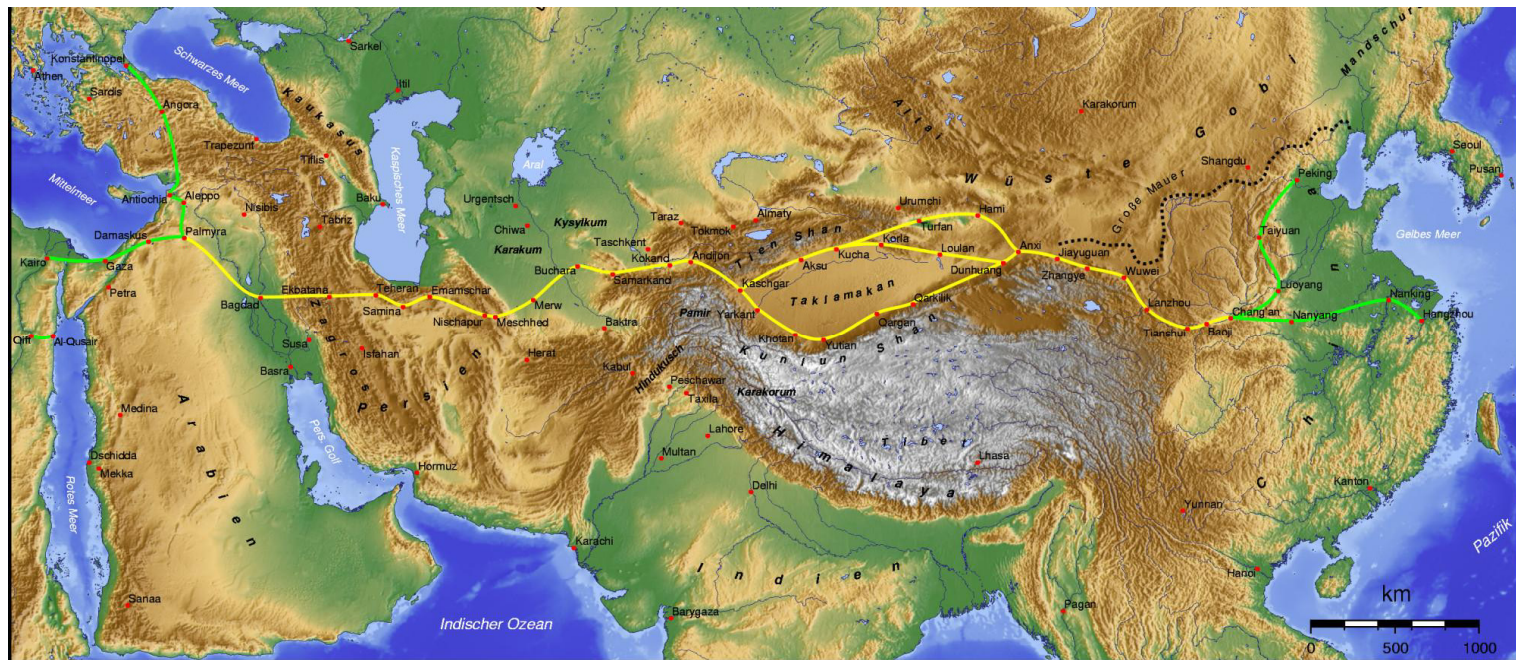 Sarkel
Konstantinopel
Schwarzes Meer
Athen
Sardis
Angora
Itil
Kaukasus
Trapezunt
Tiflis
Kaspisches Meer
Aral
Altai
Karakorum
Wüste Gobi
Mandschurei
Shangdu
Große Mauer
Peking
Seoul
Pusan
Mittelmeer
Antiochia
Aleppo
Nisibis
Tabriz
Baku
Urgentsch
Chiwa
Kysylkum
Karakum
Taraz
Tokmok
Almaty
Urumchi
Hami
Turfan
Tien Shan
Damaskus
Palmyra
Taschkent
Kokand
Andijon
Kucha
Korla
Loulan
Anxi
Jiayuguan
Taiyuan
Gelbes Meer
Kairo
Gaza
Petra
Buchara
Samarkand
Kaschgar
Aksu
Dunhuang
Zhangye
Wuwei
Luoyang
Bagdad
Ekbatana
Teheran
Samina
Emamschar
Nischapur
Meschhed
Merw
Baktra
Pamir
Yarkant
Taklamakan
Qarkilik
Qargan
Lanzhou
Tianshui
Baoji
Chang'an
Nanyang
Nanking
Hangzhou
Qift
Al-Qusair
Susa
Zagros
Isfahan
Herat
Khotan
Yutian
Kunlun Shan
Basra
Persien
Kabul
Hindukusch
Peschawar
Taxila
Karakorum
Medina
Arabien
Pers. Golf
Lahore
Multan
Himalaya
Tibet
Lhasa
China
Dschidda
Mekka
Rotes Meer
Hormuz
Delhi
Yunnan
Kanton
Karachi
Indien
Hanoi
Pazifik
Sanaa
Indischer Ozean
Barygaza
Pagan
km
0 500 1000